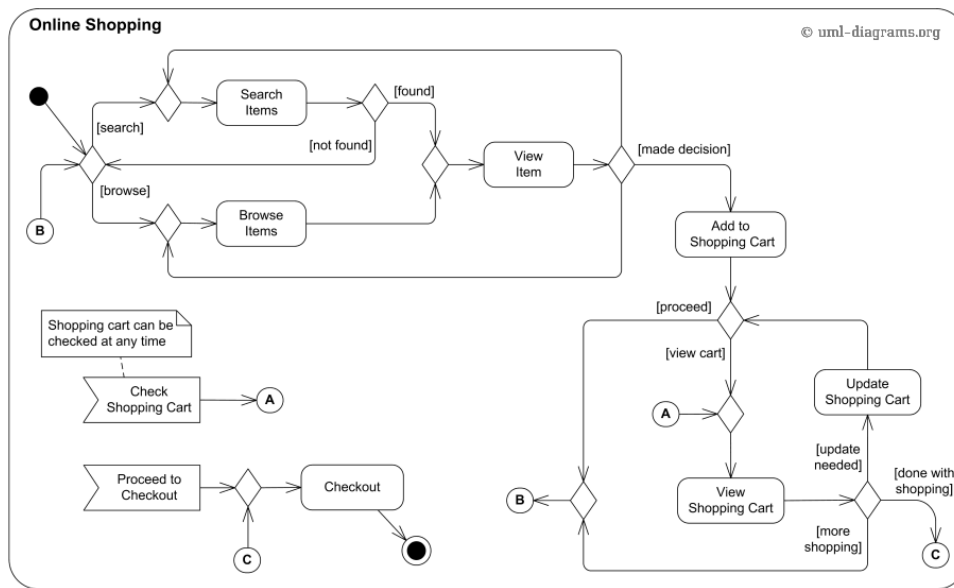 Online Shopping
© uml-diagrams.org
Search
Items
[found]
[search]
[not found]
[made decision]
View
Item
[browse]
Browse
Items
B
Add to
Shopping Cart
Shopping cart can be
checked at any time
[proceed]
[view cart]
Check
Shopping Cart
A
A
Update
Shopping Cart
[update
needed]
[done with
shopping]
Proceed to
Checkout
Checkout
B
View
Shopping Cart
[more
shopping]
C
C